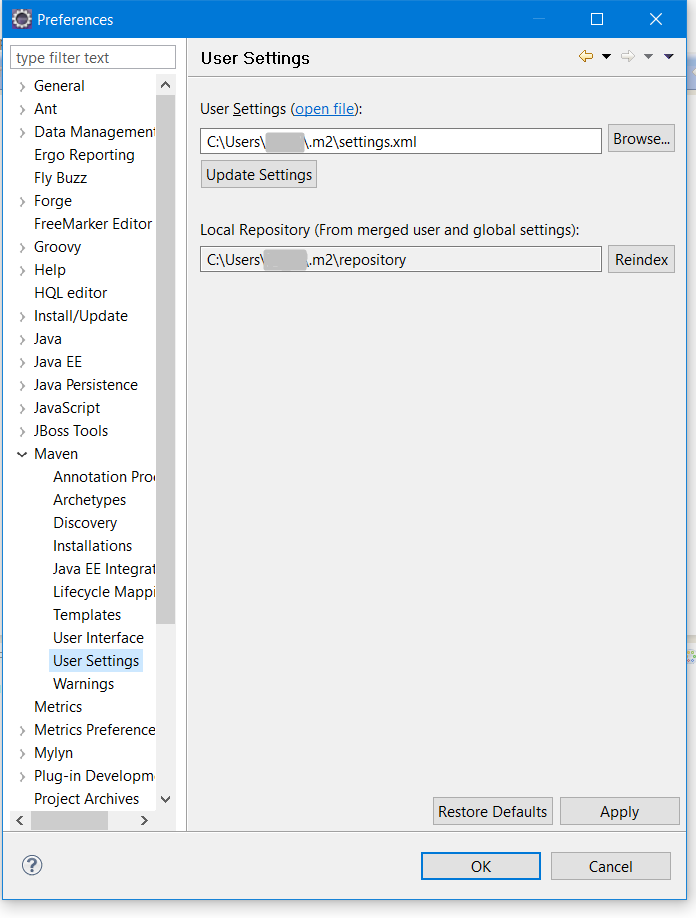 Preferences
type filter text
General
Ant
Data Management
Ergo Reporting
Fly Buzz
Forge
FreeMarker Editor
Groovy
Help
HQL editor
Install/Update
Java
Java EE
Java Persistence
JavaScript
JBoss Tools
Maven
Annotation Proc
Archetypes
Discovery
Installations
Java EE Integrat
Lifecycle Mappi
Templates
User Interface
User Settings
Warnings
Metrics
Metrics Preference
Mylyn
Plug-in Developm
Project Archives
User Settings
User Settings (open file):
C:\Users\ \.m2\settings.xml
Browse...
Update Settings
Local Repository (From merged user and global settings):
C:\Users\ \.m2\repository
Reindex
Restore Defaults
Apply
?
OK
Cancel